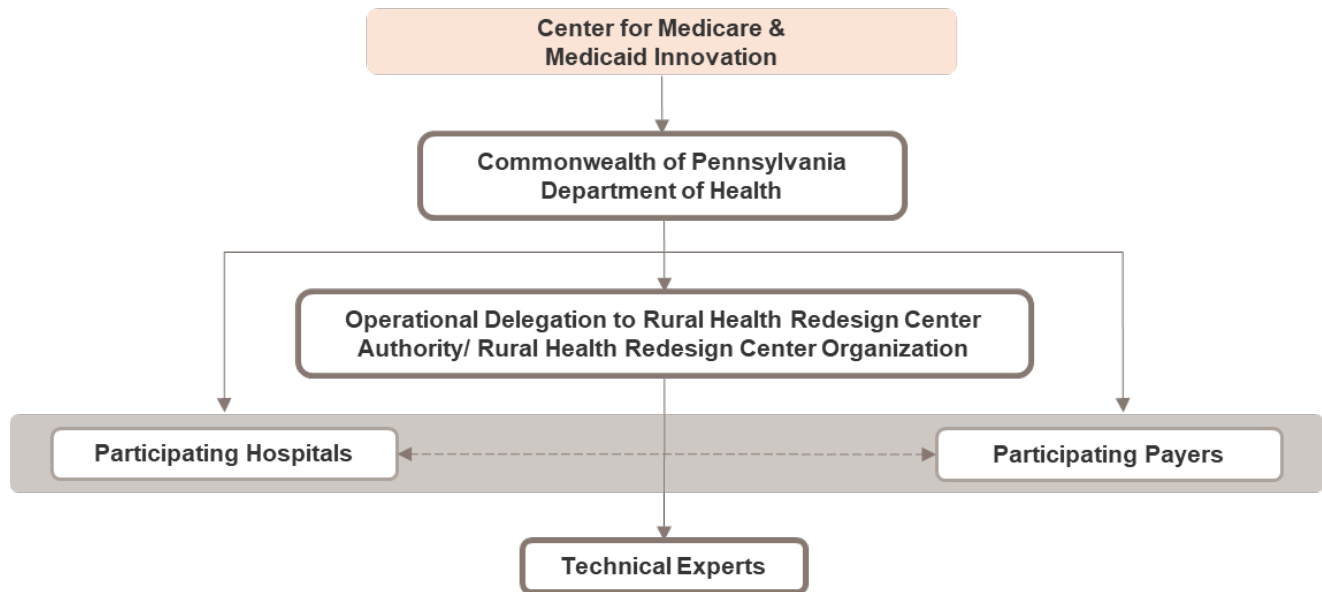 Center for Medicare &
Medicaid Innovation
Commonwealth of Pennsylvania
Department of Health
Operational Delegation to Rural Health Redesign Center
Authority/ Rural Health Redesign Center Organization
Participating Hospitals
Participating Payers
Technical Experts